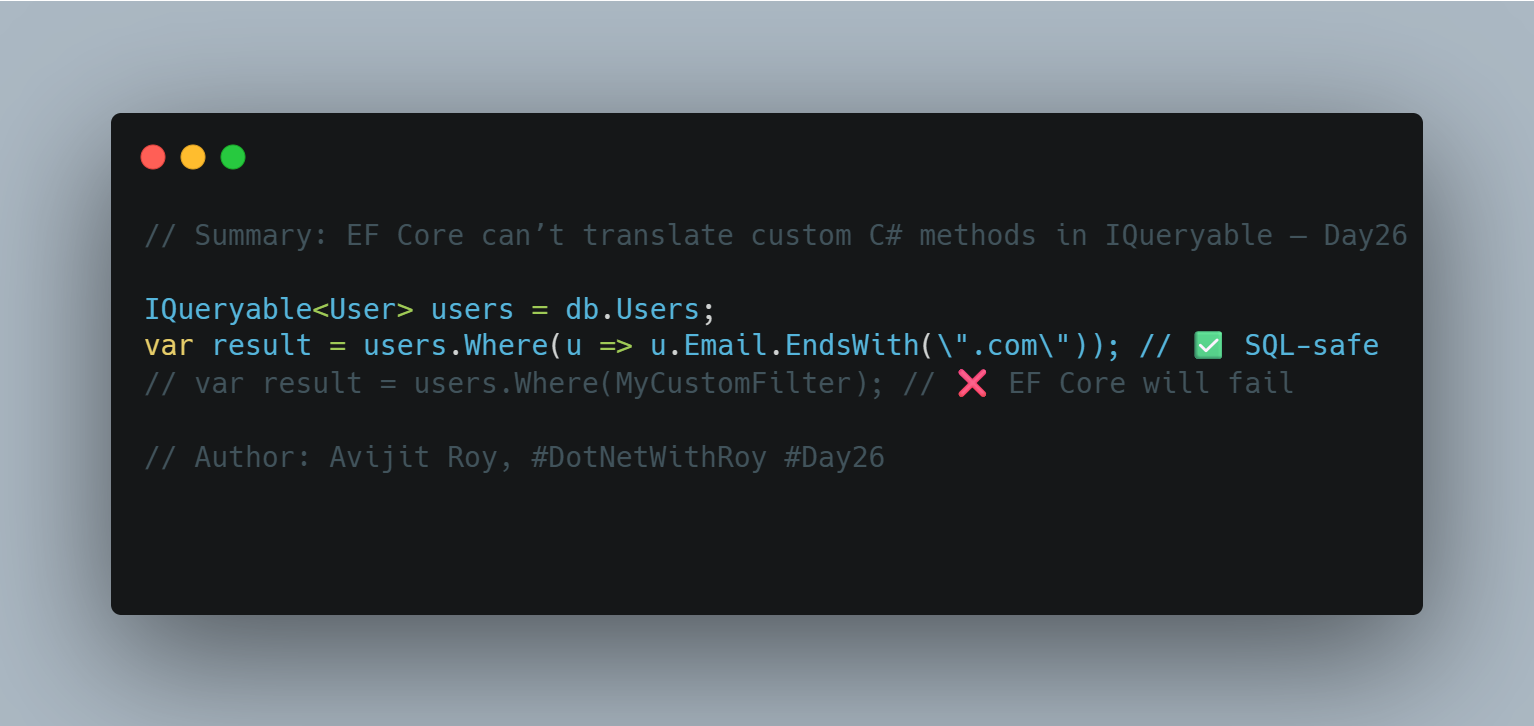 // Summary: EF Core can’t translate custom C# methods in IQueryable — Day26
IQueryable<User> users = db.Users;
var result = users.Where(u => u.Email.EndsWith(\".com\")); // ✅ SQL-safe
// var result = users.Where(MyCustomFilter); // ❌ EF Core will fail
// Author: Avijit Roy, #DotNetWithRoy #Day26